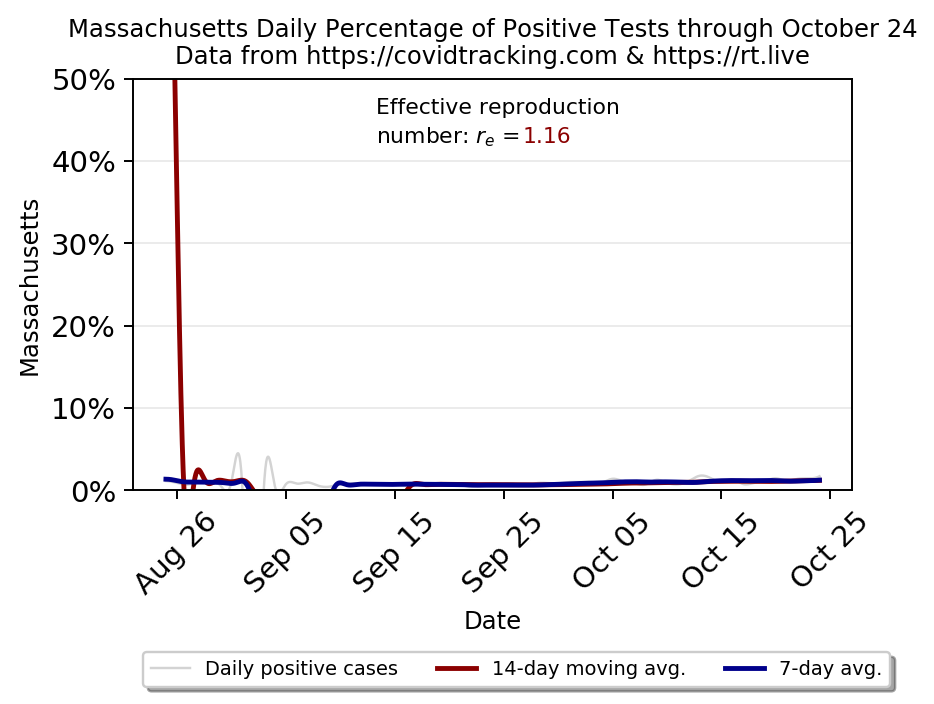 Massachusetts Daily Percentage of Positive Tests through October 24
Data from https://covidtracking.com & https://rt.live
50%
40%
30%
20%
10%
0%
Massachusetts
Effective reproduction
number: rₑ =1.16
Aug 26
Sep 05
Sep 15
Sep 25
Oct 05
Oct 15
Oct 25
Date
Daily positive cases
14-day moving avg.
7-day avg.